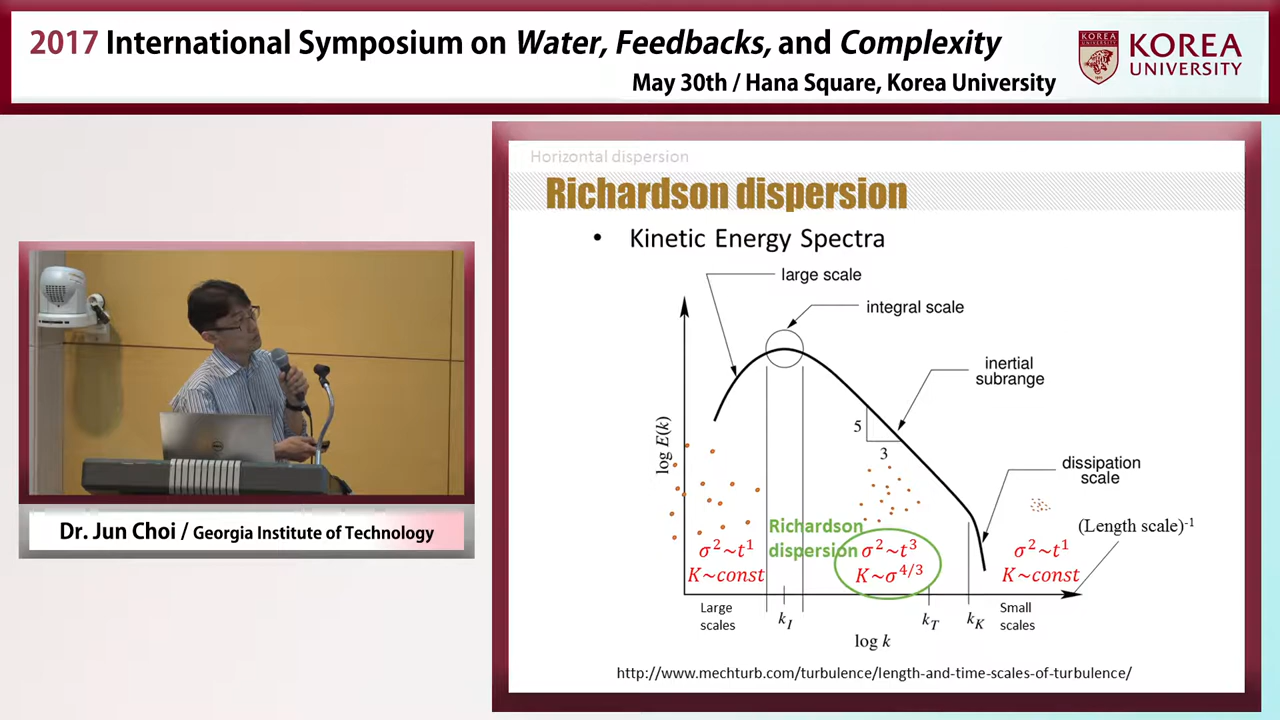 2017 International Symposium on Water, Feedbacks, and Complexity
May 30th / Hana Square, Korea University
KOREA
UNIVERSITY
Horizontal dispersion
Richardson dispersion
• Kinetic Energy Spectra
large scale
integral scale
inertial
subrange
5
3
log E(k)
dissipation
scale
(Length scale)⁻¹
Richardson
dispersion
σ²~t¹
K~const
σ²~t³
K~σ^{4/3}
σ²~t¹
K~const
Large
scales
k_I
k_T
k_K
Small
scales
log k
http://www.mechturb.com/turbulence/length-and-time-scales-of-turbulence/
Dr. Jun Choi / Georgia Institute of Technology